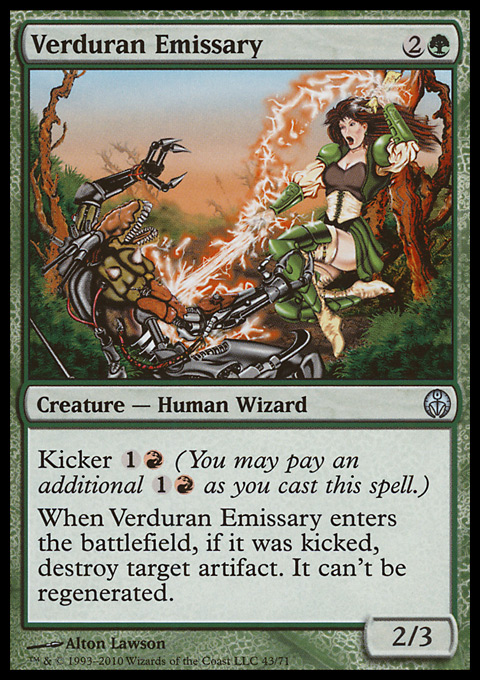 Verduran Emissary 2
Creature — Human Wizard
Kicker 1 (You may pay an
additional 1 as you cast this spell.)
When Verduran Emissary enters
the battlefield, if it was kicked,
destroy target artifact. It can't be
regenerated.
Alton Lawson
2/3
™ & © 1993–2010 Wizards of the Coast LLC 43/71